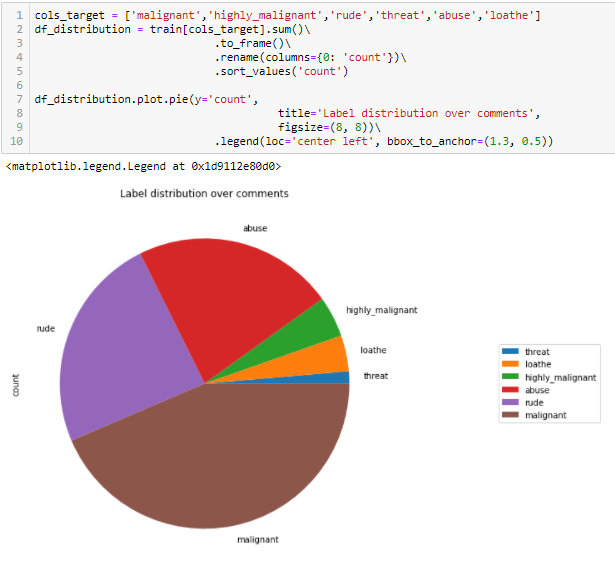 1 cols_target = ['malignant','highly_malignant','rude','threat','abuse','loathe']
2 df_distribution = train[cols_target].sum()\
3 .to_frame()\
4 .rename(columns={0: 'count'})\
5 .sort_values('count')
6
7 df_distribution.plot.pie(y='count',
8 title='Label distribution over comments',
9 figsize=(8, 8))\
10 .legend(loc='center left', bbox_to_anchor=(1.3, 0.5))
<matplotlib.legend.Legend at 0x1d9112e80d0>
Label distribution over comments
abuse
highly_malignant
rude
loathe
threat
count
malignant
threat
loathe
highly_malignant
abuse
rude
malignant